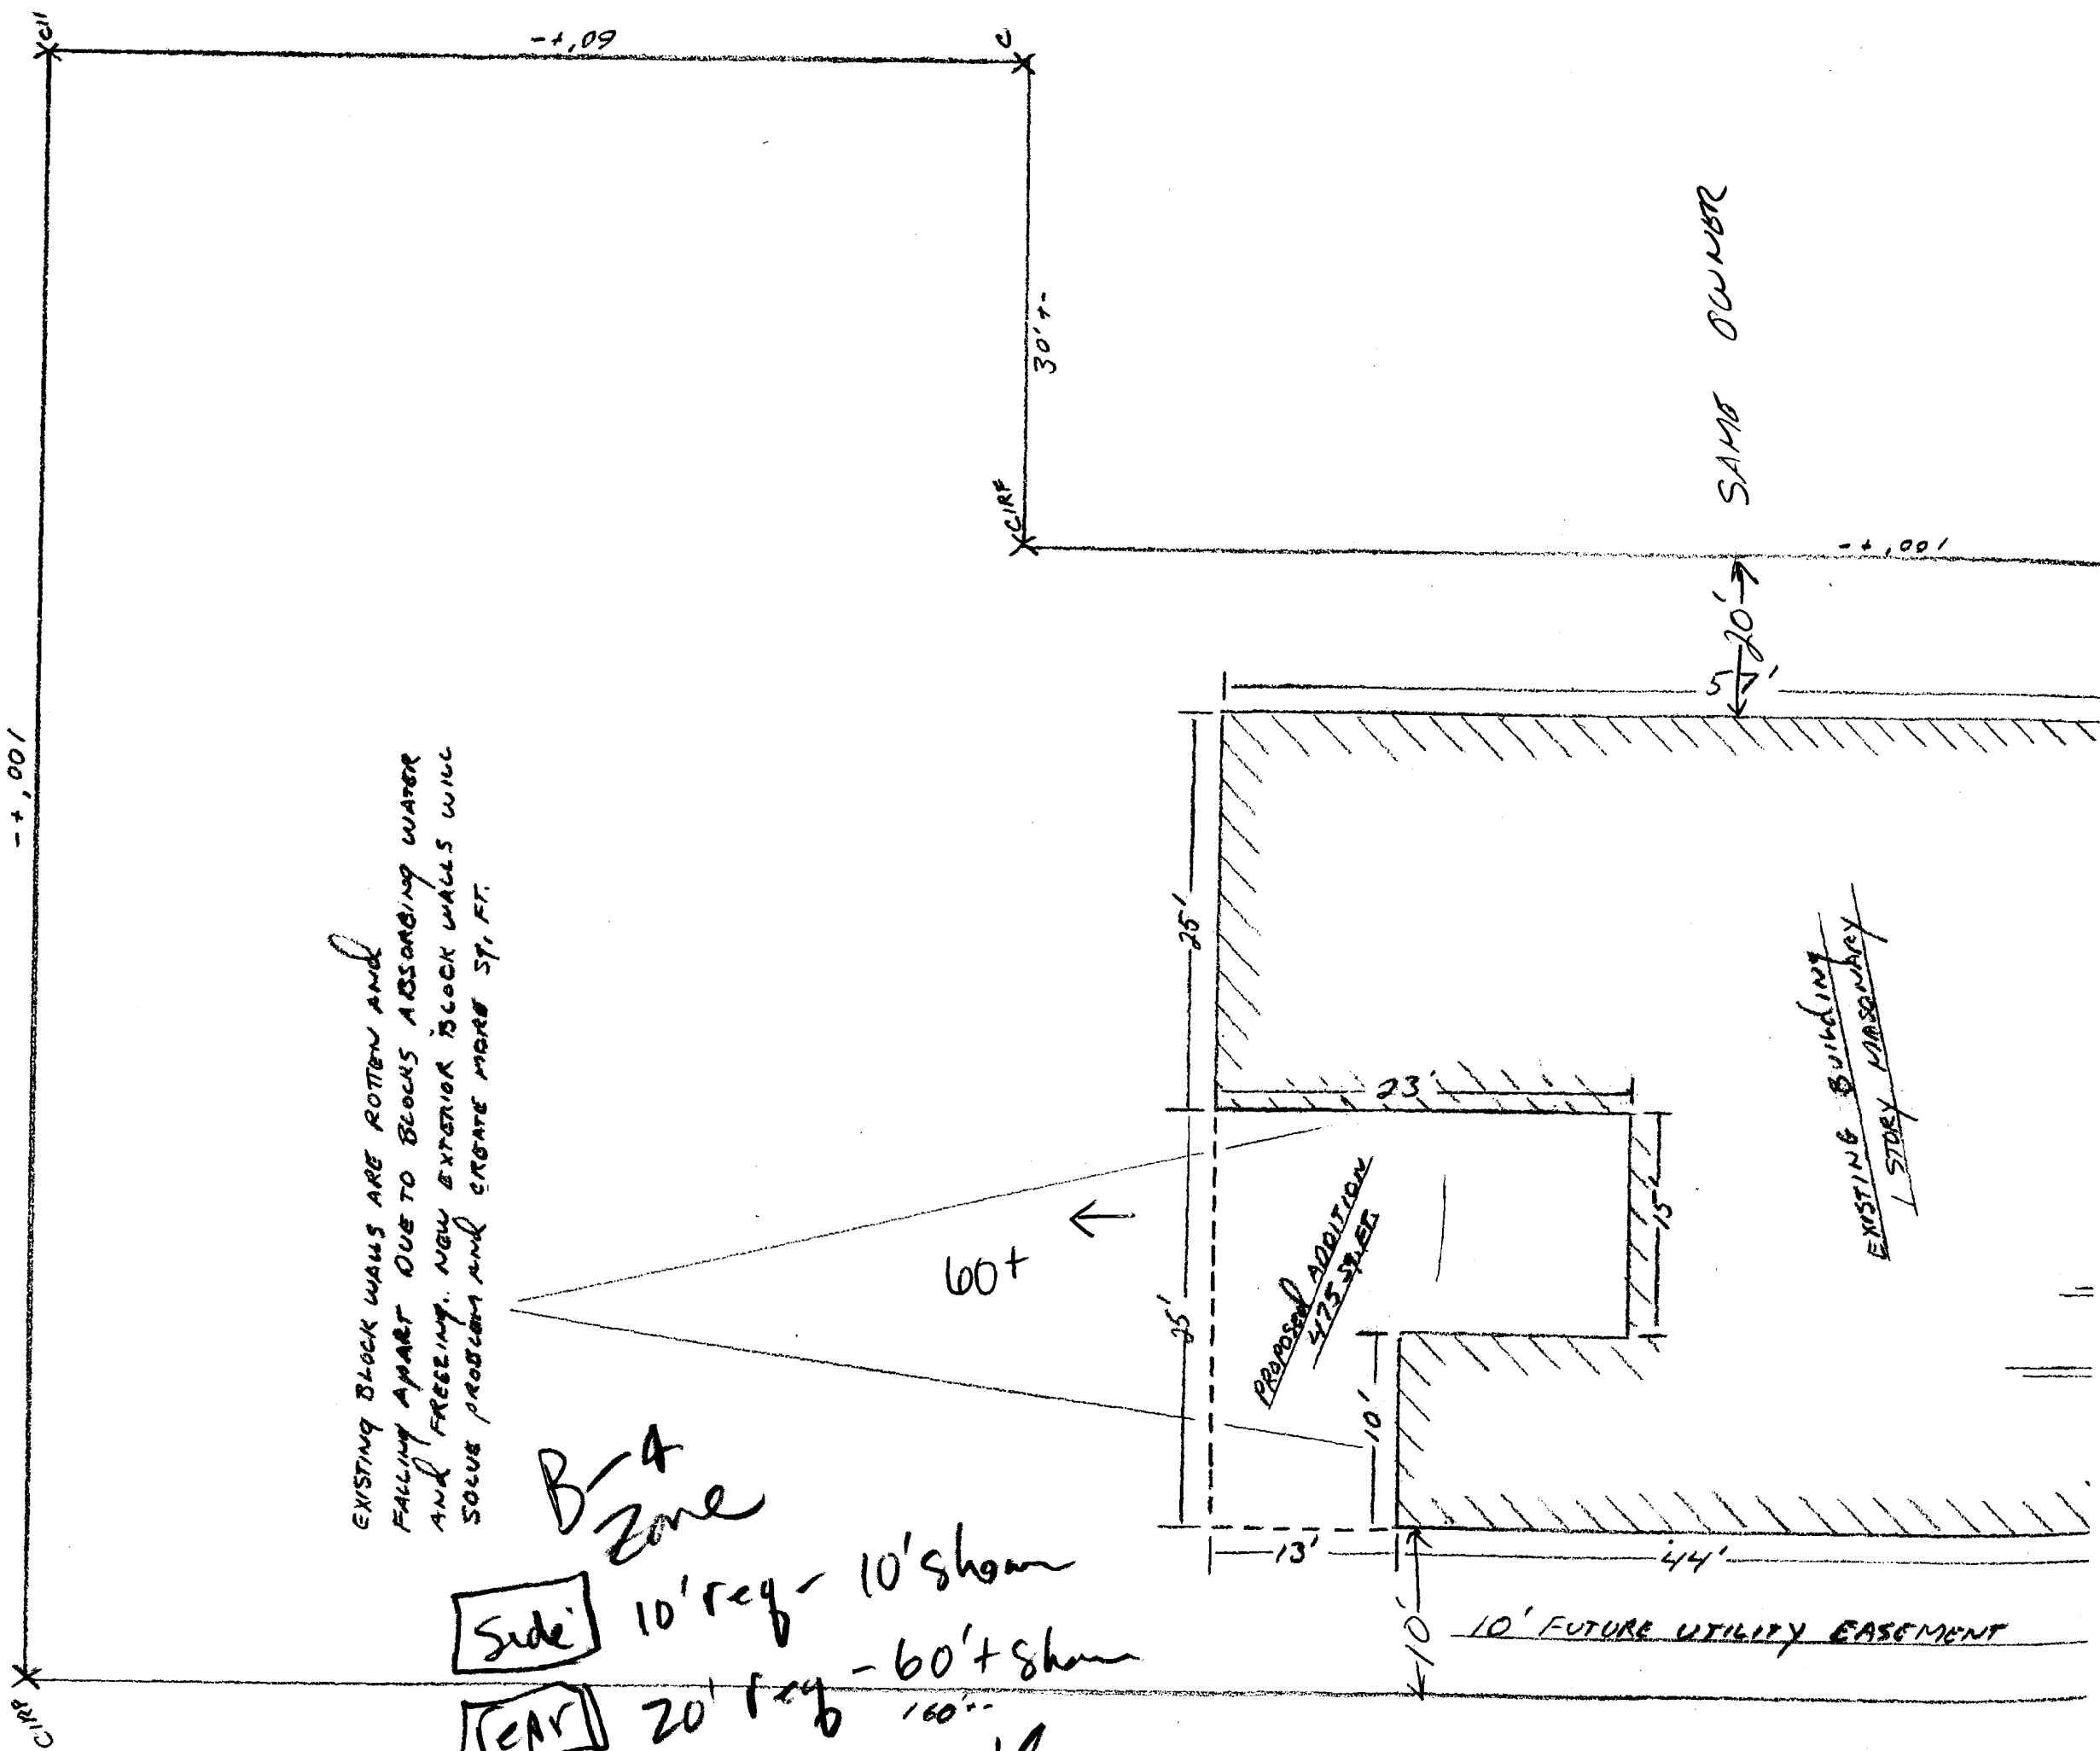 60'+-
C
100'+-
30'+-
CIRF
SAME OWNER
100'+-
20'
57'
EXISTING BLOCK WALLS ARE ROTTEN AND
FALLING APART DUE TO BLOCKS ABSORBING WATER
AND FREEZING. NEW EXTERIOR BLOCK WALLS WILL
SOLVE PROBLEM AND CREATE MORE SQ. FT.
25'
23'
EXISTING BUILDING
1 STORY MASONARY
15'
PROPOSED ADDITION
475 SQ. FT.
60+
25'
10'
B-4
Zone
13'
44'
Side 10' req - 10' shown
10'
10' FUTURE UTILITY EASEMENT
rear 20' req - 60'+ shown
160'+-
CIRF